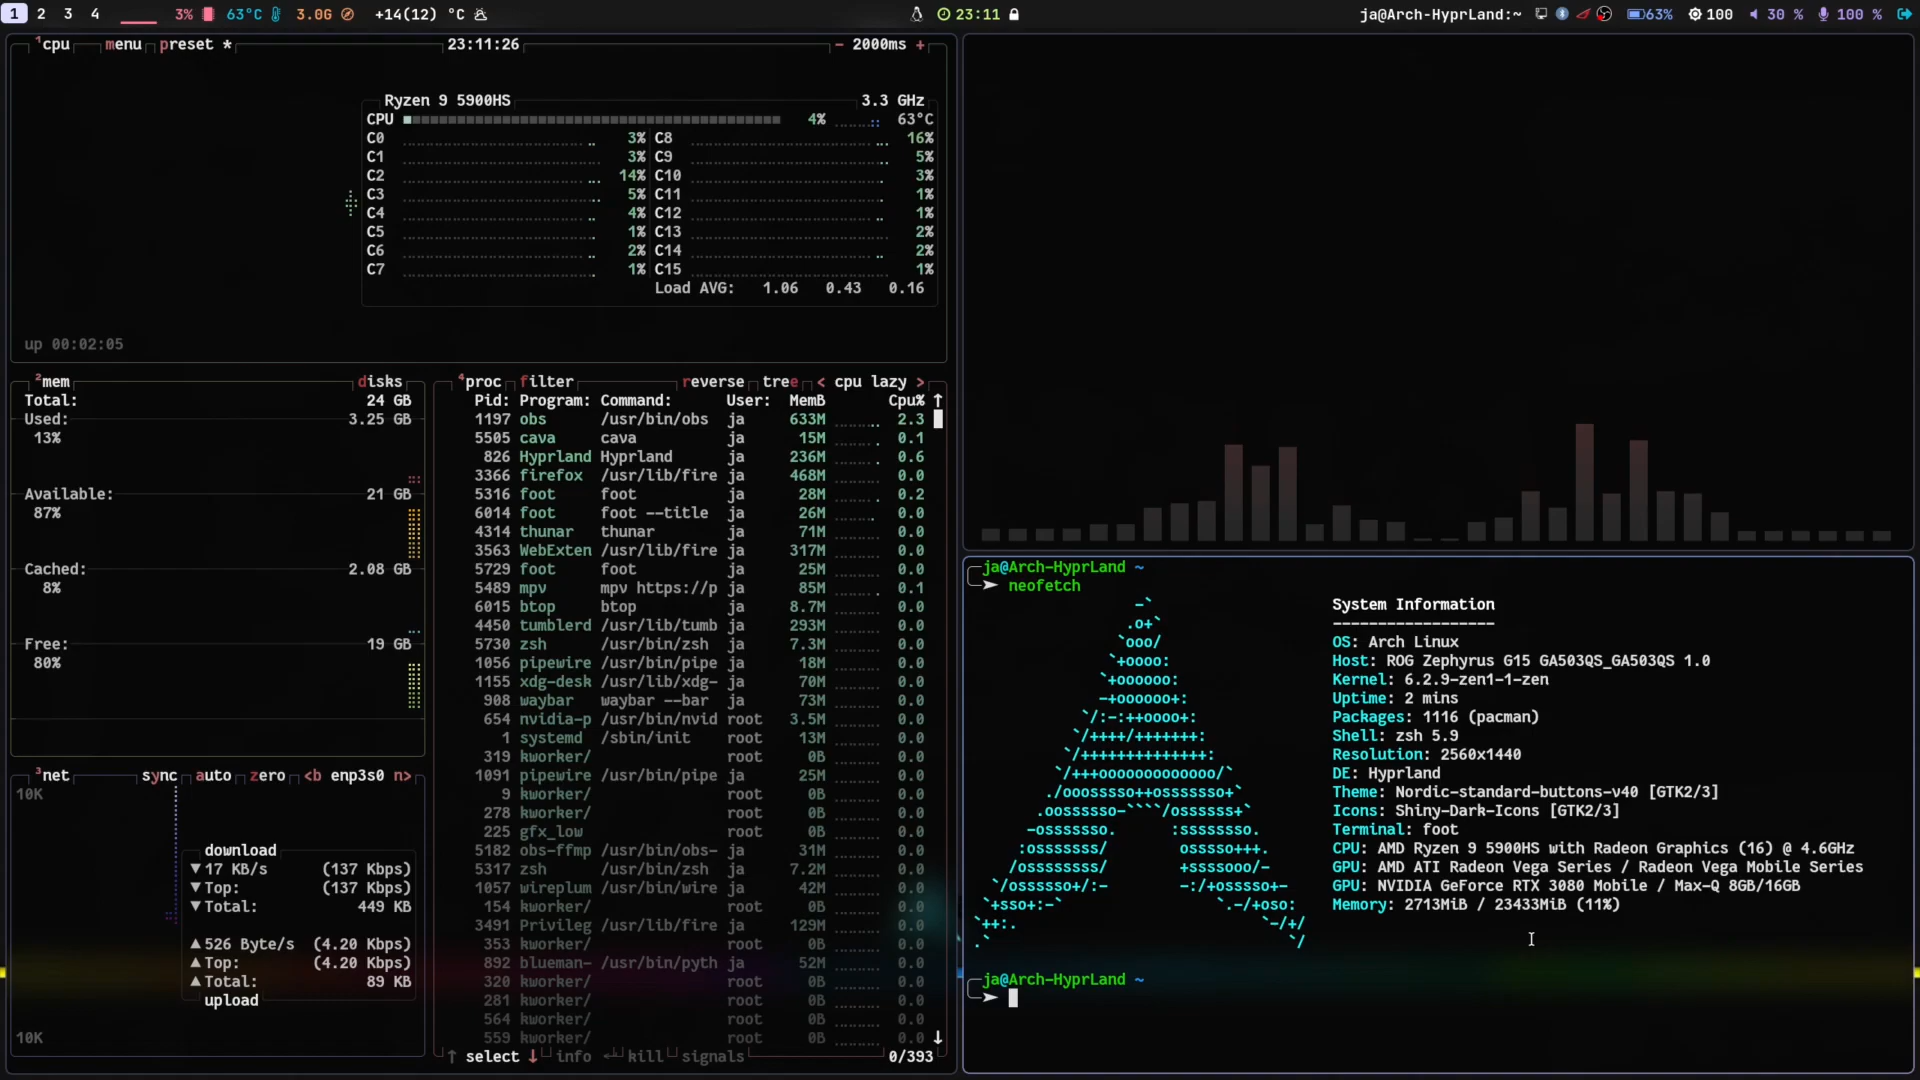 1 2 3 4 3% 63°C 3.0G +14(12) °C 23:11 ja@Arch-HyprLand:~ 63% 100 30 % 100 %
¹cpu menu preset * 23:11:26 - 2000ms +
Ryzen 9 5900HS 3.3 GHz
CPU 4% 63°C
C0 3% C8 16%
C1 3% C9 5%
C2 14% C10 3%
C3 5% C11 1%
C4 4% C12 1%
C5 1% C13 2%
C6 2% C14 2%
C7 1% C15 1%
Load AVG: 1.06 0.43 0.16
up 00:02:05
²mem disks
Total: 24 GB
Used: 3.25 GB
13%
Available: 21 GB
87%
Cached: 2.08 GB
8%
Free: 19 GB
80%
³net sync auto zero <b enp3s0 n>
10K
download
▼ 17 KB/s (137 Kbps)
▼ Top: (137 Kbps)
▼ Total: 449 KB
▲ 526 Byte/s (4.20 Kbps)
▲ Top: (4.20 Kbps)
▲ Total: 89 KB
upload
10K
⁴proc filter reverse tree < cpu lazy >
Pid: Program: Command: User: MemB Cpu% ↑
1197 obs /usr/bin/obs ja 633M 2.3
5505 cava cava ja 15M 0.1
826 Hyprland Hyprland ja 236M 0.6
3366 firefox /usr/lib/fire ja 468M 0.0
5316 foot foot ja 28M 0.2
6014 foot foot --title ja 26M 0.0
4314 thunar thunar ja 71M 0.0
3563 WebExten /usr/lib/fire ja 317M 0.0
5729 foot foot ja 25M 0.0
5489 mpv mpv https://p ja 85M 0.1
6015 btop btop ja 8.7M 0.0
4450 tumblerd /usr/lib/tumb ja 293M 0.0
5730 zsh /usr/bin/zsh ja 7.3M 0.0
1056 pipewire /usr/bin/pipe ja 18M 0.0
1155 xdg-desk /usr/lib/xdg- ja 70M 0.0
908 waybar waybar --bar ja 73M 0.0
654 nvidia-p /usr/bin/nvid root 3.5M 0.0
1 systemd /sbin/init root 13M 0.0
319 kworker/ root 0B 0.0
1091 pipewire /usr/bin/pipe ja 25M 0.0
9 kworker/ root 0B 0.0
278 kworker/ root 0B 0.0
225 gfx_low root 0B 0.0
5182 obs-ffmp /usr/bin/obs- ja 31M 0.0
5317 zsh /usr/bin/zsh ja 7.2M 0.0
1057 wireplum /usr/bin/wire ja 42M 0.0
154 kworker/ root 0B 0.0
3491 Privileg /usr/lib/fire ja 129M 0.0
353 kworker/ root 0B 0.0
892 blueman- /usr/bin/pyth ja 52M 0.0
320 kworker/ root 0B 0.0
281 kworker/ root 0B 0.0
564 kworker/ root 0B 0.0
559 kworker/ root 0B 0.0 ↓
↑ select ↓ info ↵ kill signals 0/393
ja@Arch-HyprLand ~
➤ neofetch
-`
.o+`
`ooo/
`+oooo:
`+oooooo:
-+oooooo+:
`/:-:++oooo+:
`/++++/+++++++:
`/++++++++++++++:
`/+++ooooooooooooo/`
./ooosssso++osssssso+`
.oossssso-````/ossssss+`
-osssssso. :ssssssso.
:osssssss/ osssso+++.
/ossssssss/ +ssssooo/-
`/ossssso+/:- -:/+osssso+-
`+sso+:-` `.-/+oso:
`++:. `-/+/
.` `/
System Information
------------------
OS: Arch Linux
Host: ROG Zephyrus G15 GA503QS_GA503QS 1.0
Kernel: 6.2.9-zen1-1-zen
Uptime: 2 mins
Packages: 1116 (pacman)
Shell: zsh 5.9
Resolution: 2560x1440
DE: Hyprland
Theme: Nordic-standard-buttons-v40 [GTK2/3]
Icons: Shiny-Dark-Icons [GTK2/3]
Terminal: foot
CPU: AMD Ryzen 9 5900HS with Radeon Graphics (16) @ 4.6GHz
GPU: AMD ATI Radeon Vega Series / Radeon Vega Mobile Series
GPU: NVIDIA GeForce RTX 3080 Mobile / Max-Q 8GB/16GB
Memory: 2713MiB / 23433MiB (11%)
ja@Arch-HyprLand ~
➤